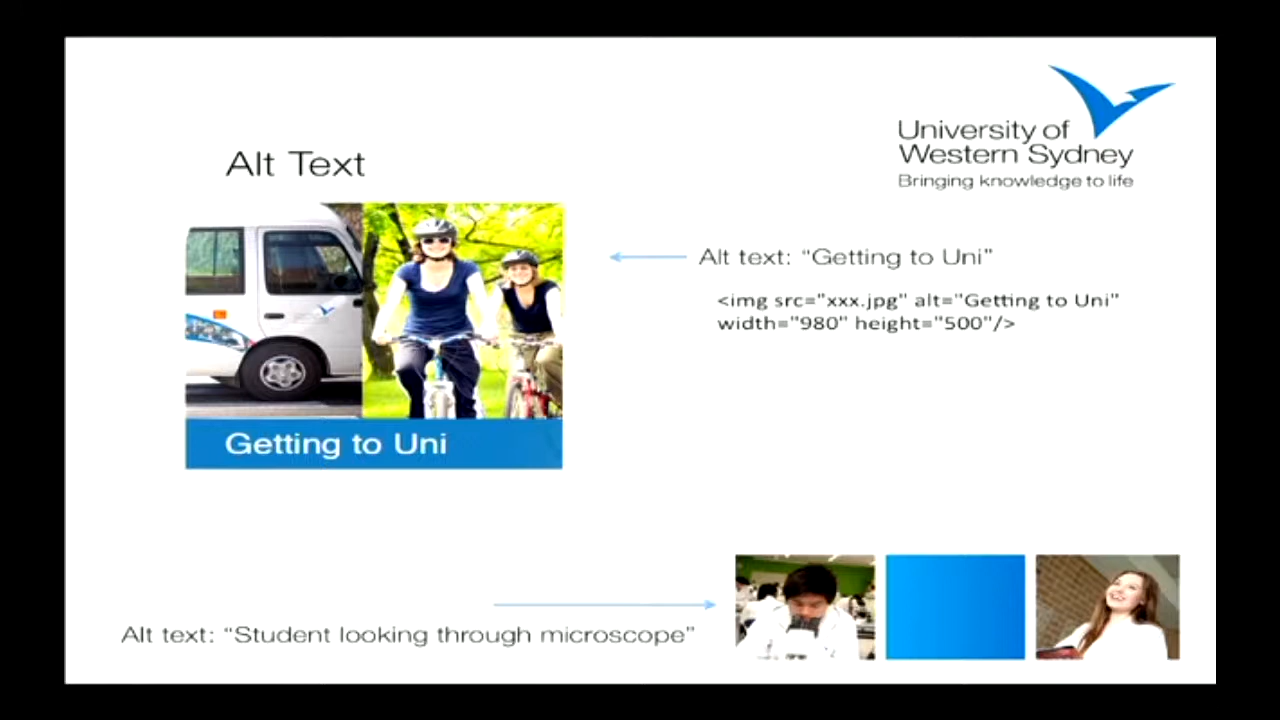 University of
Western Sydney
Bringing knowledge to life
Alt Text
Alt text: “Getting to Uni”
<img src="xxx.jpg" alt="Getting to Uni"
width="980" height="500"/>
Getting to Uni
Alt text: “Student looking through microscope”